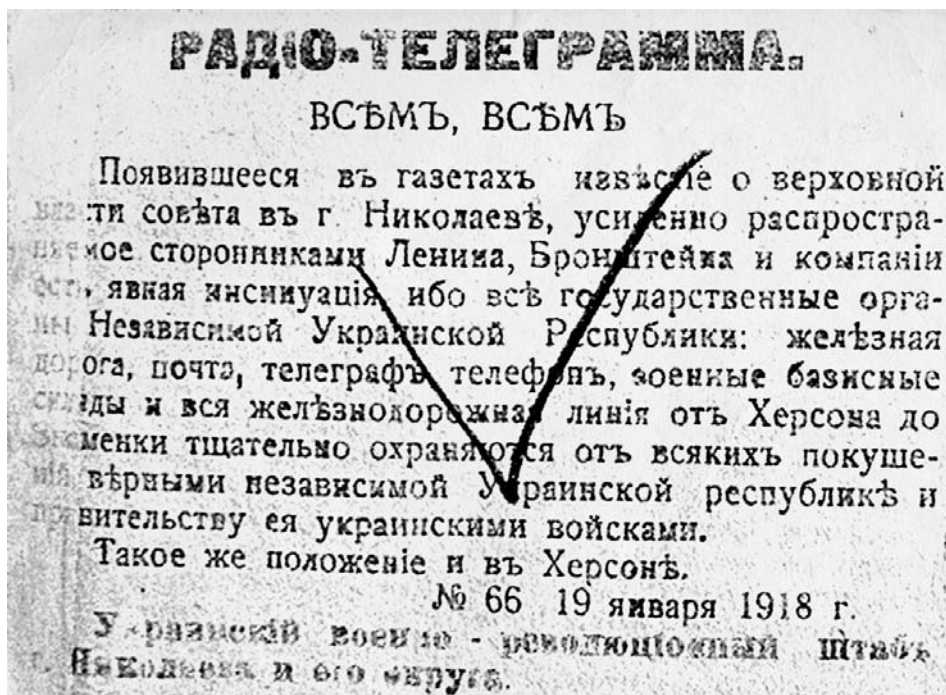 РАДІО-ТЕЛЕГРАММА.
ВСѢМЪ, ВСѢМЪ
Появившееся въ газетахъ извѣстіе о верховной
власти совѣта въ г. Николаевѣ, усиленно распростра-
няемое сторонниками Ленина, Бронштейна и компаніи
есть явная инсинуація, ибо всѣ государственные орга-
ны Независимой Украинской Республики: желѣзная
дорога, почта, телеграфъ, телефонъ, военные базисные
склады и вся желѣзнодорожная линія отъ Херсона до
Знаменки тщательно охраняются отъ всякихъ покуше-
ній вѣрными независимой Украинской республикѣ и
правительству ея украинскими войсками.
Такое же положеніе и въ Херсонѣ.
№ 66 19 января 1918 г.
Украинскій военно - революціонный штабъ
г. Николаева и его округа.